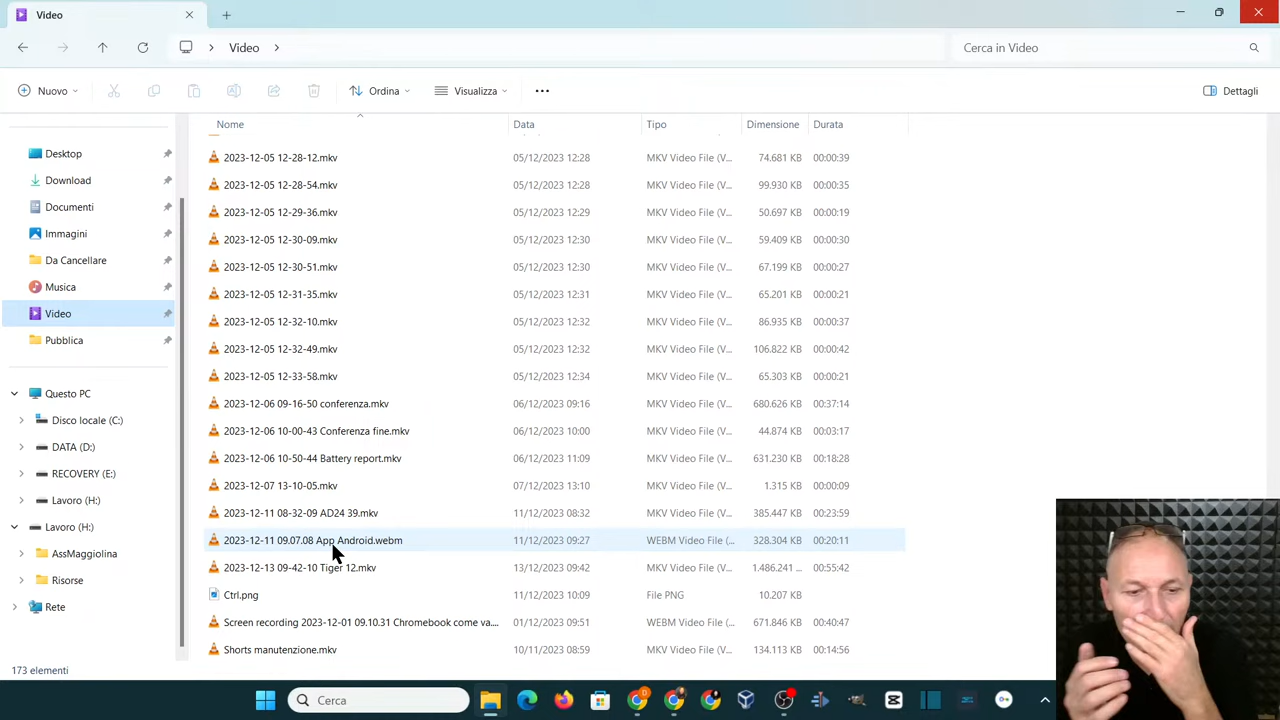 Video
Video
Cerca in Video
Nuovo
Ordina
Visualizza
Dettagli
Nome Data Tipo Dimensione Durata
Desktop
Download
Documenti
Immagini
Da Cancellare
Musica
Video
Pubblica
Questo PC
Disco locale (C:)
DATA (D:)
RECOVERY (E:)
Lavoro (H:)
Lavoro (H:)
AssMaggiolina
Risorse
Rete
2023-12-05 12-28-12.mkv 05/12/2023 12:28 MKV Video File (V... 74.681 KB 00:00:39
2023-12-05 12-28-54.mkv 05/12/2023 12:28 MKV Video File (V... 99.930 KB 00:00:35
2023-12-05 12-29-36.mkv 05/12/2023 12:29 MKV Video File (V... 50.697 KB 00:00:19
2023-12-05 12-30-09.mkv 05/12/2023 12:30 MKV Video File (V... 59.409 KB 00:00:30
2023-12-05 12-30-51.mkv 05/12/2023 12:30 MKV Video File (V... 67.199 KB 00:00:27
2023-12-05 12-31-35.mkv 05/12/2023 12:31 MKV Video File (V... 65.201 KB 00:00:21
2023-12-05 12-32-10.mkv 05/12/2023 12:32 MKV Video File (V... 86.935 KB 00:00:37
2023-12-05 12-32-49.mkv 05/12/2023 12:32 MKV Video File (V... 106.822 KB 00:00:42
2023-12-05 12-33-58.mkv 05/12/2023 12:34 MKV Video File (V... 65.303 KB 00:00:21
2023-12-06 09-16-50 conferenza.mkv 06/12/2023 09:16 MKV Video File (V... 680.626 KB 00:37:14
2023-12-06 10-00-43 Conferenza fine.mkv 06/12/2023 10:00 MKV Video File (V... 44.874 KB 00:03:17
2023-12-06 10-50-44 Battery report.mkv 06/12/2023 11:09 MKV Video File (V... 631.230 KB 00:18:28
2023-12-07 13-10-05.mkv 07/12/2023 13:10 MKV Video File (V... 1.315 KB 00:00:09
2023-12-11 08-32-09 AD24 39.mkv 11/12/2023 08:32 MKV Video File (V... 385.447 KB 00:23:59
2023-12-11 09.07.08 App Android.webm 11/12/2023 09:27 WEBM Video File (... 328.304 KB 00:20:11
2023-12-13 09-42-10 Tiger 12.mkv 13/12/2023 09:42 MKV Video File (V... 1.486.241 ... 00:55:42
Ctrl.png 11/12/2023 10:09 File PNG 10.207 KB
Screen recording 2023-12-01 09.10.31 Chromebook come va.... 01/12/2023 09:51 WEBM Video File (... 671.846 KB 00:40:47
Shorts manutenzione.mkv 10/11/2023 08:59 MKV Video File (V... 134.113 KB 00:14:56
173 elementi
Cerca